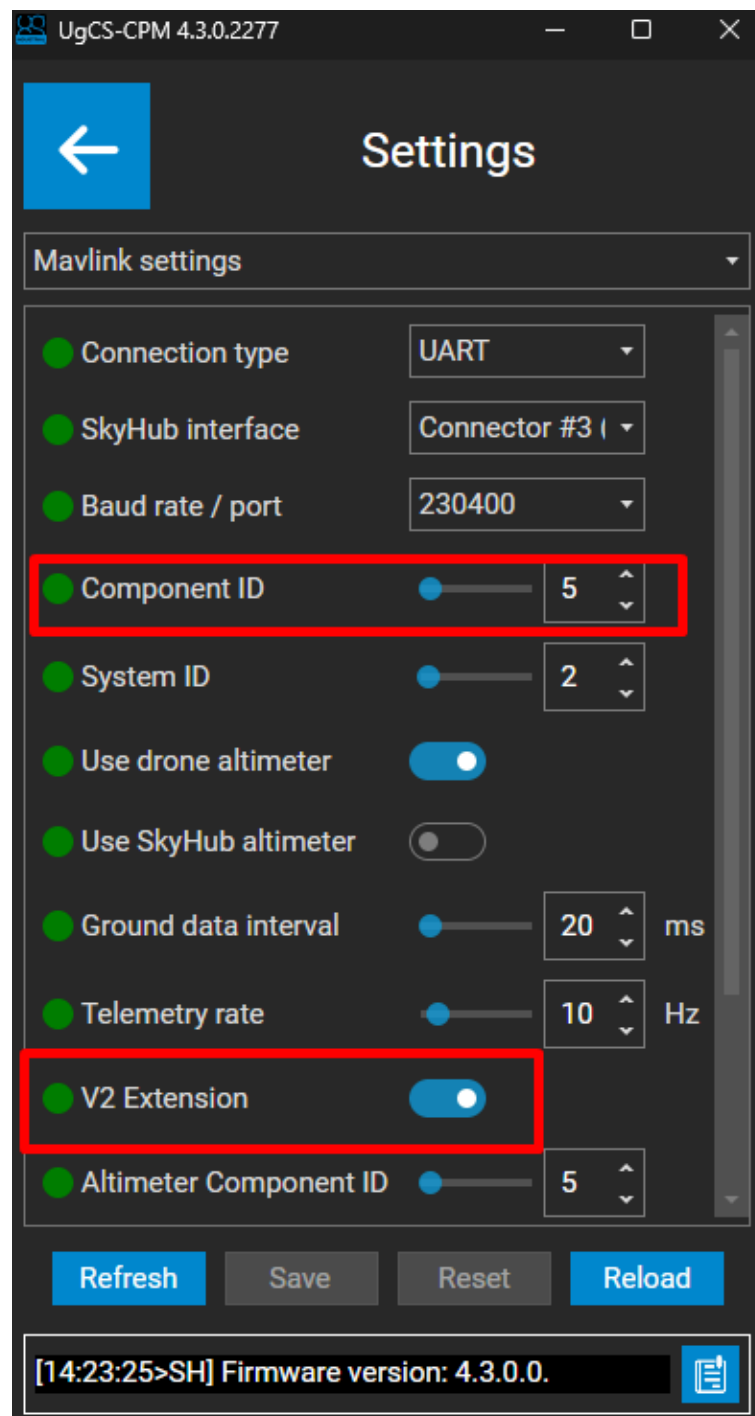 UgCS-CPM 4.3.0.2277
Settings
Mavlink settings
Connection type UART
SkyHub interface Connector #3 (
Baud rate / port 230400
Component ID 5
System ID 2
Use drone altimeter
Use SkyHub altimeter
Ground data interval 20 ms
Telemetry rate 10 Hz
V2 Extension
Altimeter Component ID 5
Refresh Save Reset Reload
[14:23:25>SH] Firmware version: 4.3.0.0.